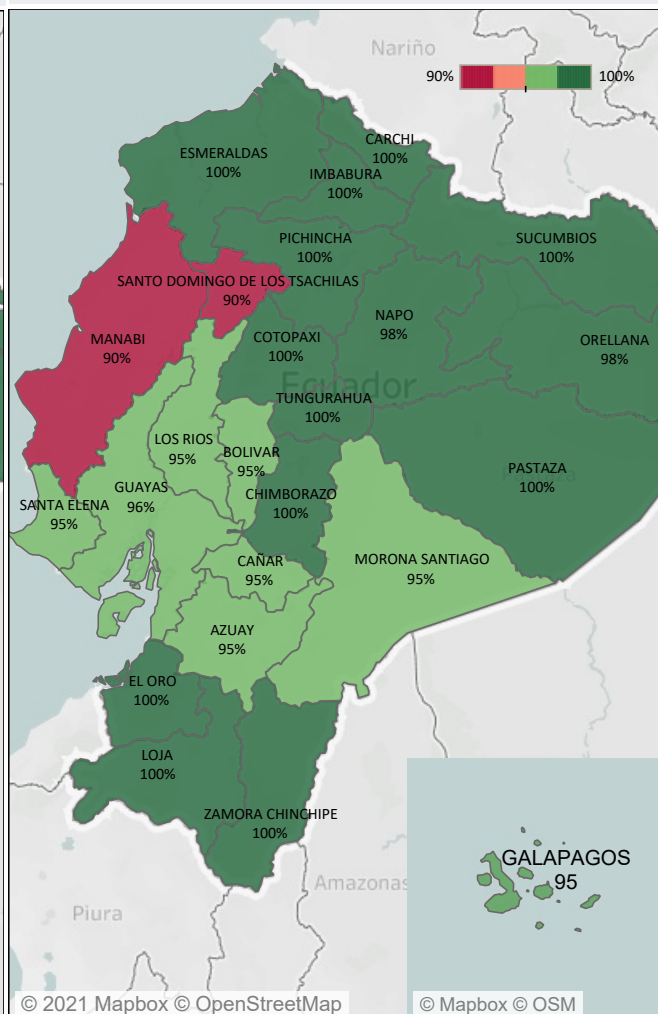 Nariño
90%
100%
CARCHI
100%
ESMERALDAS
100%
IMBABURA
100%
PICHINCHA
100%
SUCUMBIOS
100%
SANTO DOMINGO DE LOS TSACHILAS
90%
NAPO
98%
MANABI
90%
COTOPAXI
100%
ORELLANA
98%
Ecuador
TUNGURAHUA
100%
LOS RIOS
95%
BOLIVAR
95%
PASTAZA
100%
GUAYAS
96%
CHIMBORAZO
100%
SANTA ELENA
95%
CAÑAR
95%
MORONA SANTIAGO
95%
AZUAY
95%
EL ORO
100%
LOJA
100%
ZAMORA CHINCHIPE
100%
GALAPAGOS
95
Amazonas
Piura
© 2021 Mapbox © OpenStreetMap
© Mapbox © OSM